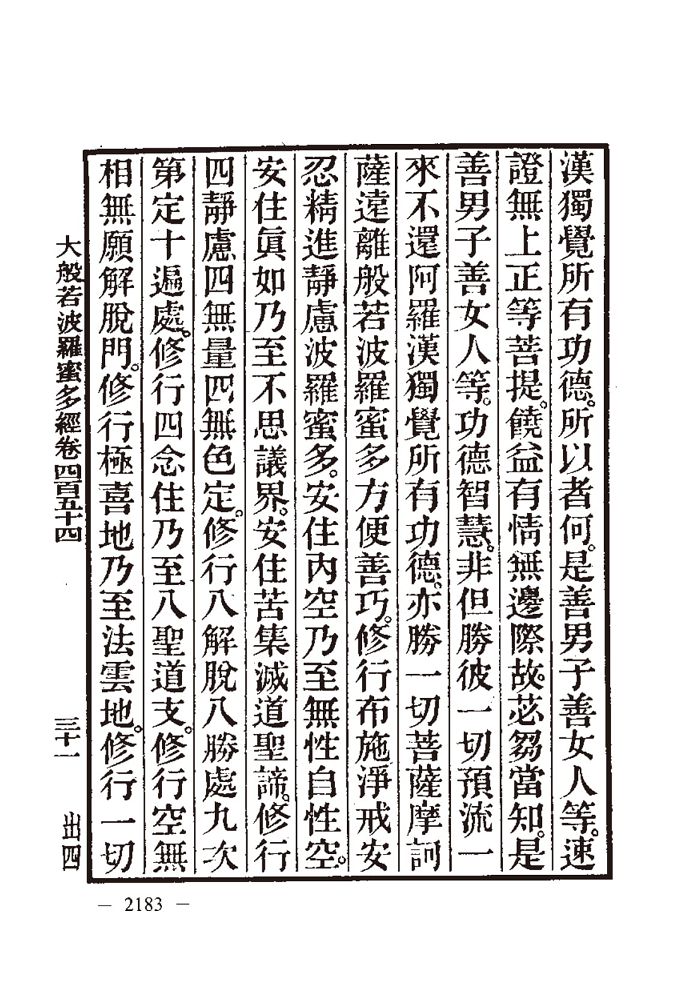 漢獨覺所有功德。所以者何。是善男子善女人等。速
證無上正等菩提。饒益有情無邊際故。苾芻當知。是
善男子善女人等。功德智慧。非但勝彼一切預流一
來不還阿羅漢獨覺所有功德。亦勝一切菩薩摩訶
薩遠離般若波羅蜜多方便善巧。修行布施淨戒安
忍精進靜慮波羅蜜多。安住內空乃至無性自性空。
安住眞如乃至不思議界。安住苦集滅道聖諦。修行
四靜慮四無量四無色定。修行八解脫八勝處九次
第定十遍處。修行四念住乃至八聖道支。修行空無
相無願解脫門。修行極喜地乃至法雲地。修行一切
大般若波羅蜜多經卷四百五十四 三十一 出四
— 2183 —